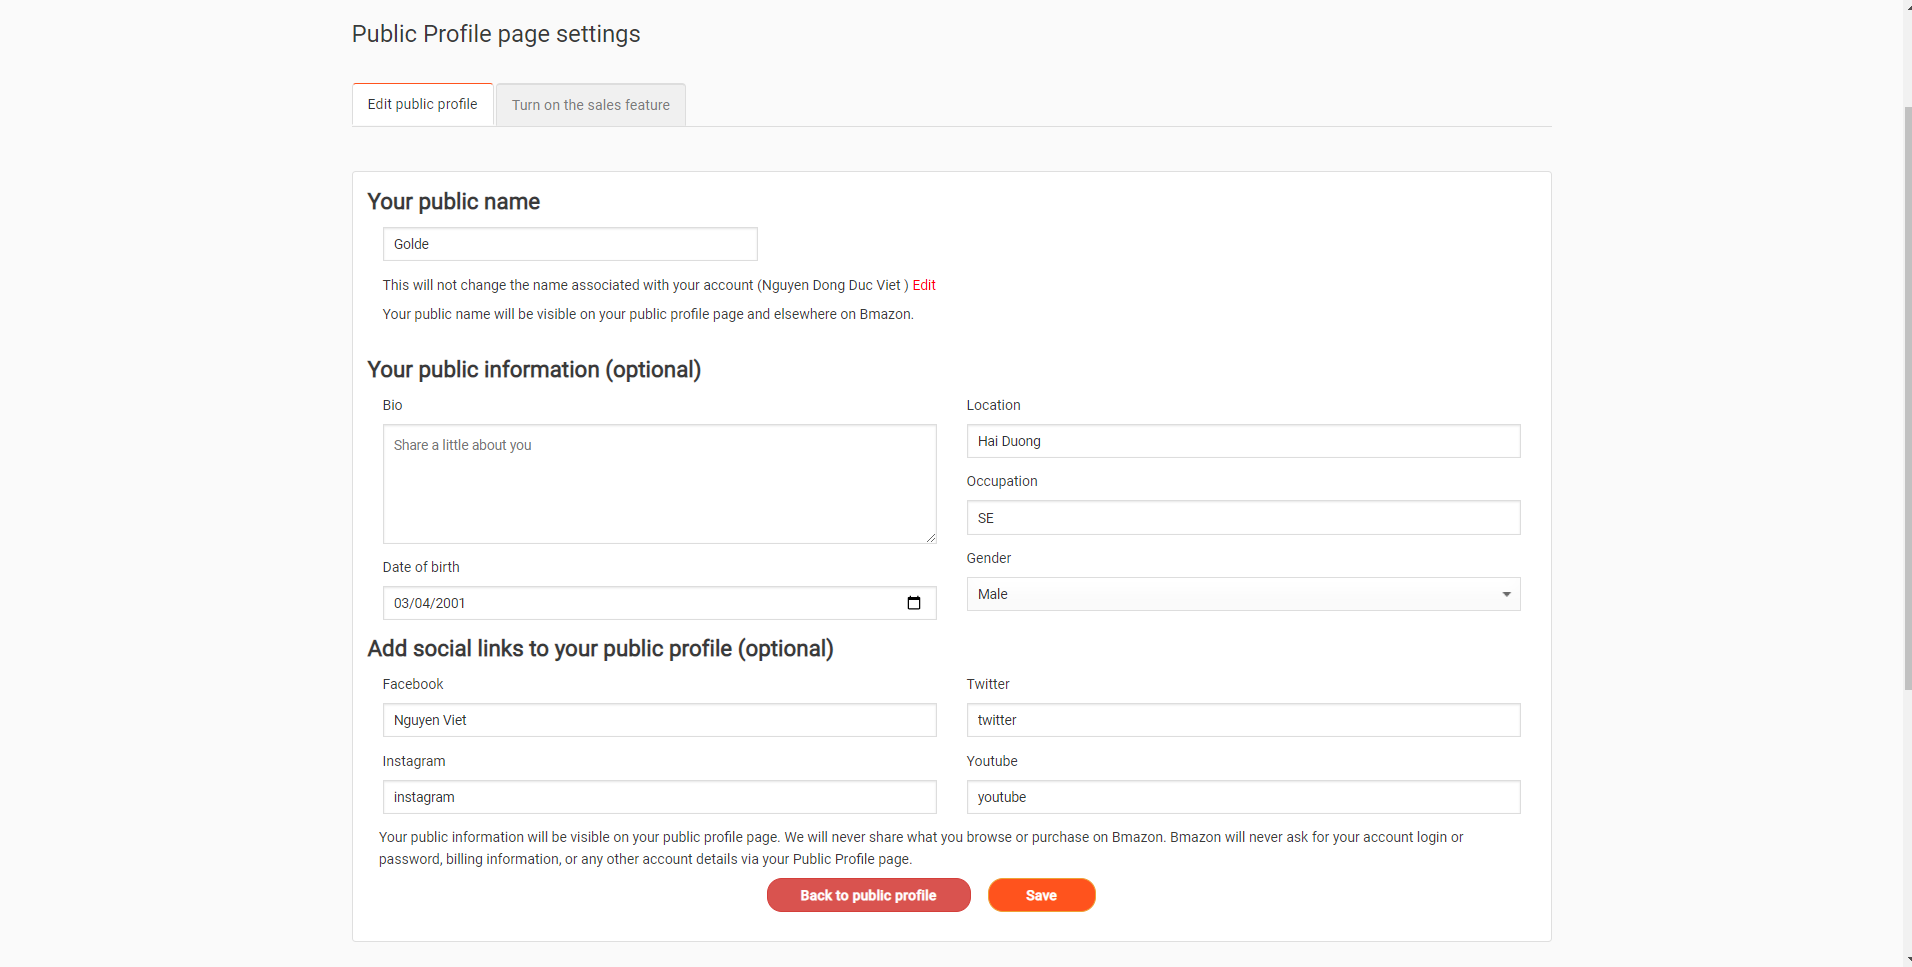 Public Profile page settings
Edit public profile
Turn on the sales feature
Your public name
Golde
This will not change the name associated with your account (Nguyen Dong Duc Viet ) Edit
Your public name will be visible on your public profile page and elsewhere on Bmazon.
Your public information (optional)
Bio
Share a little about you
Date of birth
03/04/2001
Location
Hai Duong
Occupation
SE
Gender
Male
Add social links to your public profile (optional)
Facebook
Nguyen Viet
Twitter
twitter
Instagram
instagram
Youtube
youtube
Your public information will be visible on your public profile page. We will never share what you browse or purchase on Bmazon. Bmazon will never ask for your account login or
password, billing information, or any other account details via your Public Profile page.
Back to public profile
Save